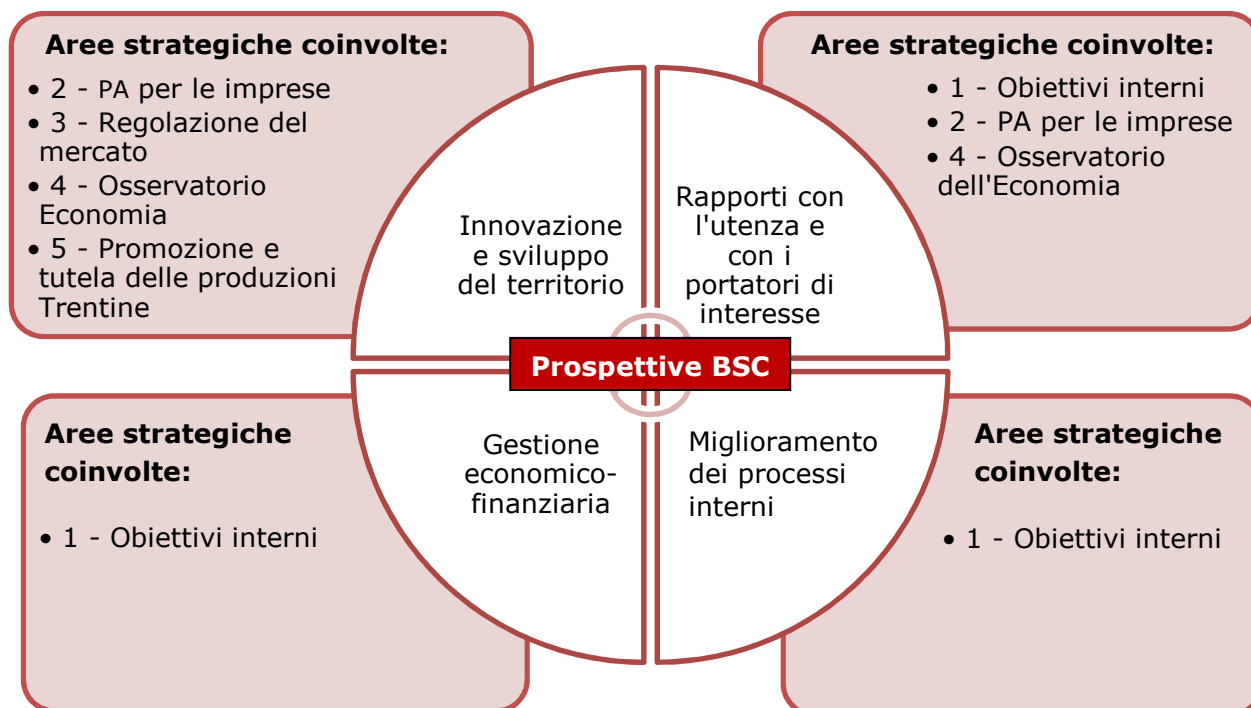 Aree strategiche coinvolte:
• 2 - PA per le imprese
• 3 - Regolazione del
mercato
• 4 - Osservatorio
Economia
• 5 - Promozione e
tutela delle produzioni
Trentine
Aree strategiche coinvolte:
• 1 - Obiettivi interni
• 2 - PA per le imprese
• 4 - Osservatorio
dell'Economia
Innovazione
e sviluppo
del territorio
Rapporti con
l'utenza e
con i
portatori di
interesse
Prospettive BSC
Aree strategiche
coinvolte:
• 1 - Obiettivi interni
Gestione
economico-
finanziaria
Miglioramento
dei processi
interni
Aree strategiche
coinvolte:
• 1 - Obiettivi interni